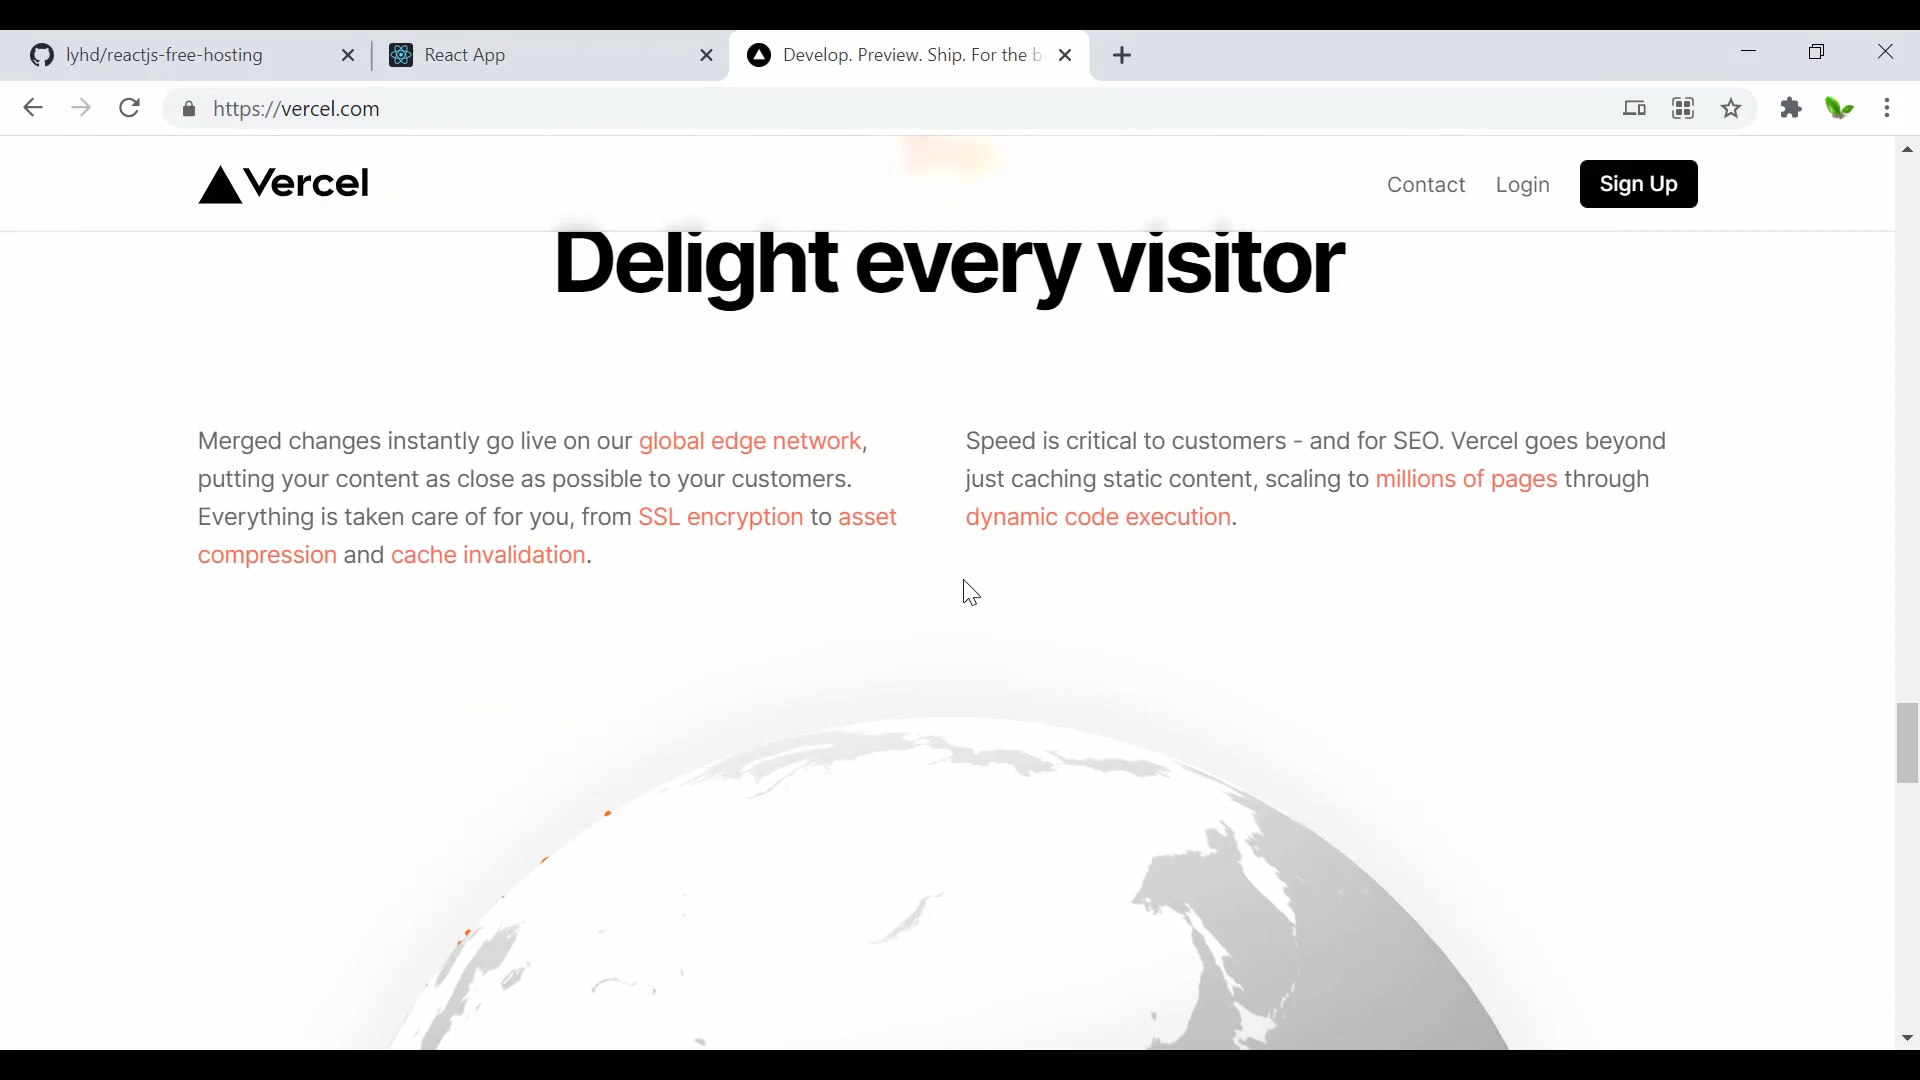 lyhd/reactjs-free-hosting
React App
Develop. Preview. Ship. For the b
https://vercel.com
Vercel
Contact
Login
Sign Up
Delight every visitor
Merged changes instantly go live on our global edge network,
putting your content as close as possible to your customers.
Everything is taken care of for you, from SSL encryption to asset
compression and cache invalidation.
Speed is critical to customers - and for SEO. Vercel goes beyond
just caching static content, scaling to millions of pages through
dynamic code execution.